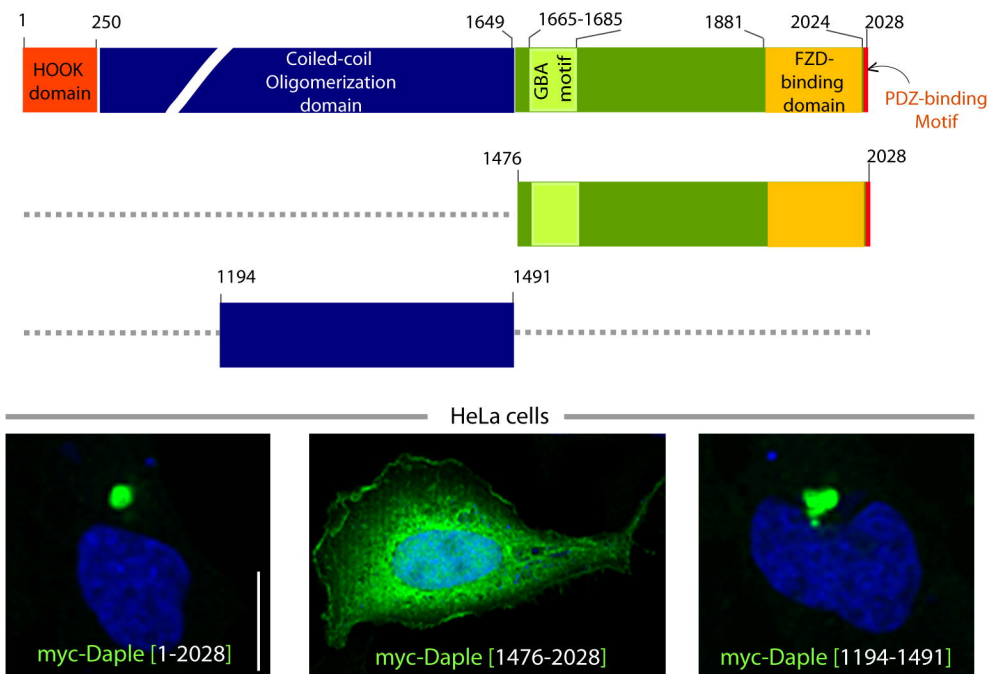 1
250
1649
1665-1685
1881
2024
2028
HOOK
domain
Coiled-coil
Oligomerization
domain
GBA
motif
FZD-
binding
domain
PDZ-binding
Motif
1476
2028
1194
1491
HeLa cells
myc-Daple [1-2028]
myc-Daple [1476-2028]
myc-Daple [1194-1491]